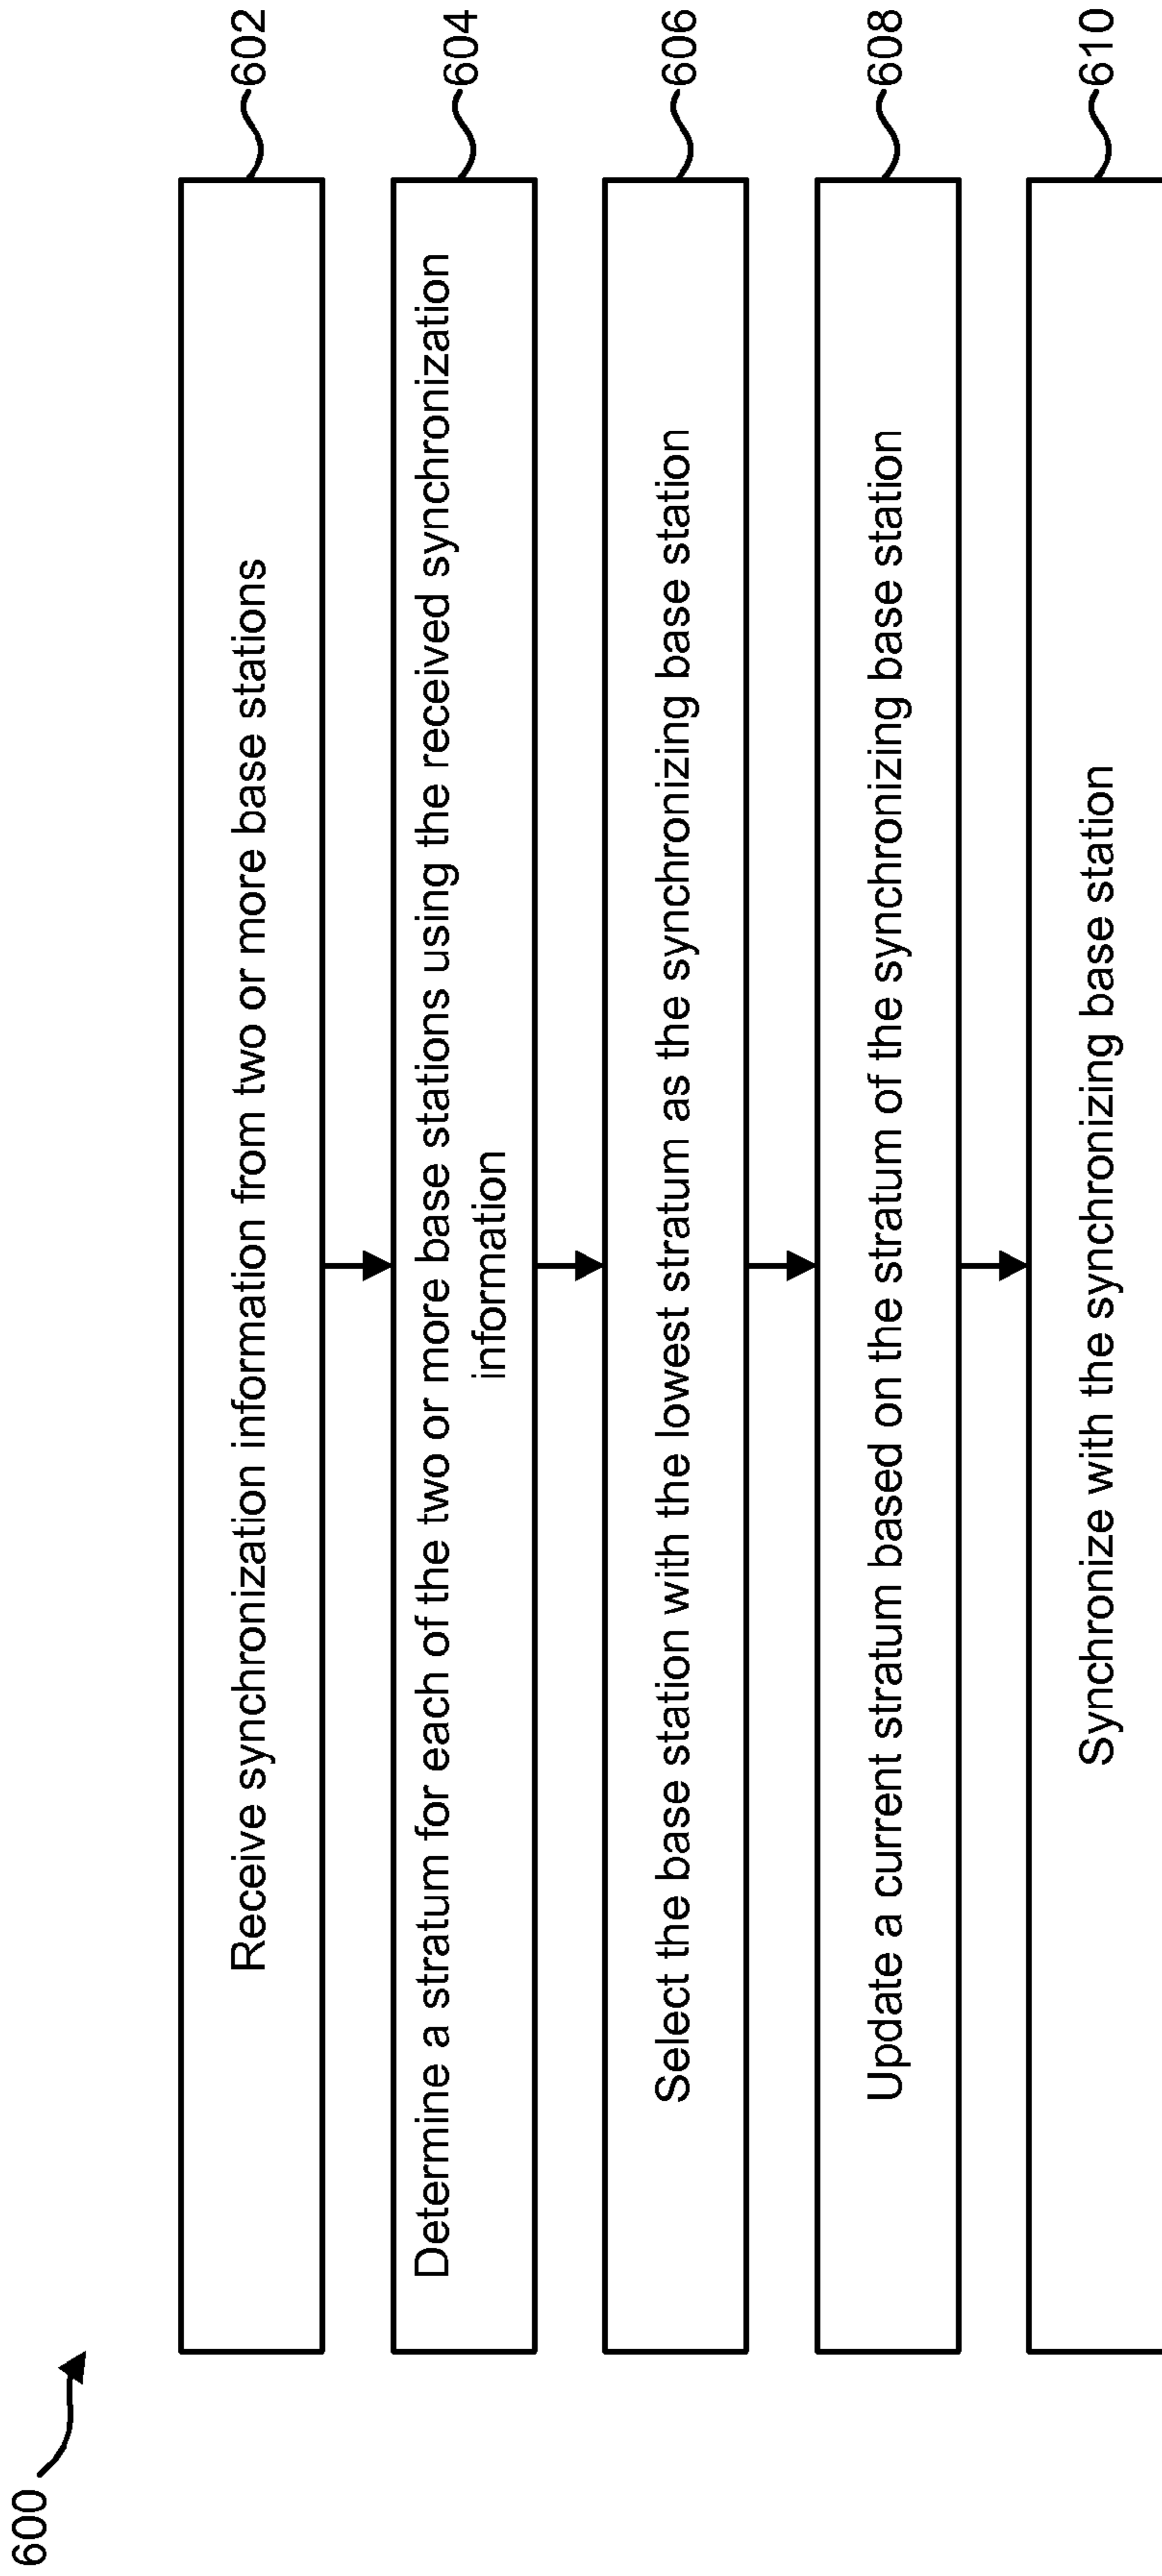 600
Receive synchronization information from two or more base stations
602
Determine a stratum for each of the two or more base stations using the received synchronization
information
604
Select the base station with the lowest stratum as the synchronizing base station
606
Update a current stratum based on the stratum of the synchronizing base station
608
Synchronize with the synchronizing base station
610